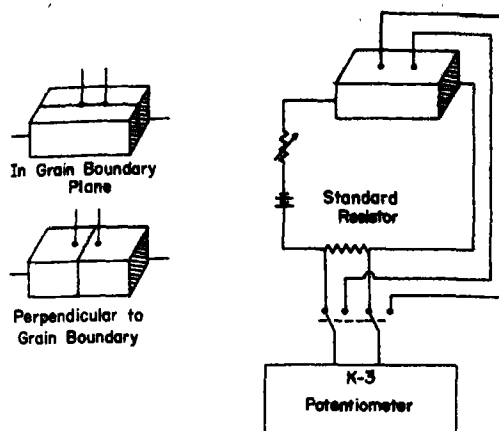 In Grain Boundary
Plane
Perpendicular to
Grain Boundary
Standard
Resistor
K-3
Potentiometer